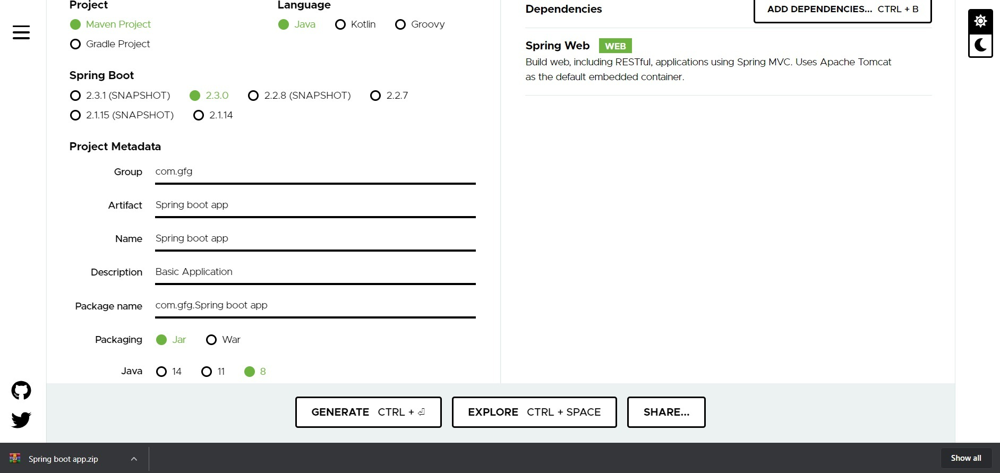 Project
Maven Project
Gradle Project
Language
Java Kotlin Groovy
Spring Boot
2.3.1 (SNAPSHOT) 2.3.0 2.2.8 (SNAPSHOT) 2.2.7
2.1.15 (SNAPSHOT) 2.1.14
Project Metadata
Group com.gfg
Artifact Spring boot app
Name Spring boot app
Description Basic Application
Package name com.gfg.Spring boot app
Packaging Jar War
Java 14 11 8
Dependencies
ADD DEPENDENCIES... CTRL + B
Spring Web WEB
Build web, including RESTful, applications using Spring MVC. Uses Apache Tomcat
as the default embedded container.
GENERATE CTRL + ⏎
EXPLORE CTRL + SPACE
SHARE...
Spring boot app.zip
Show all